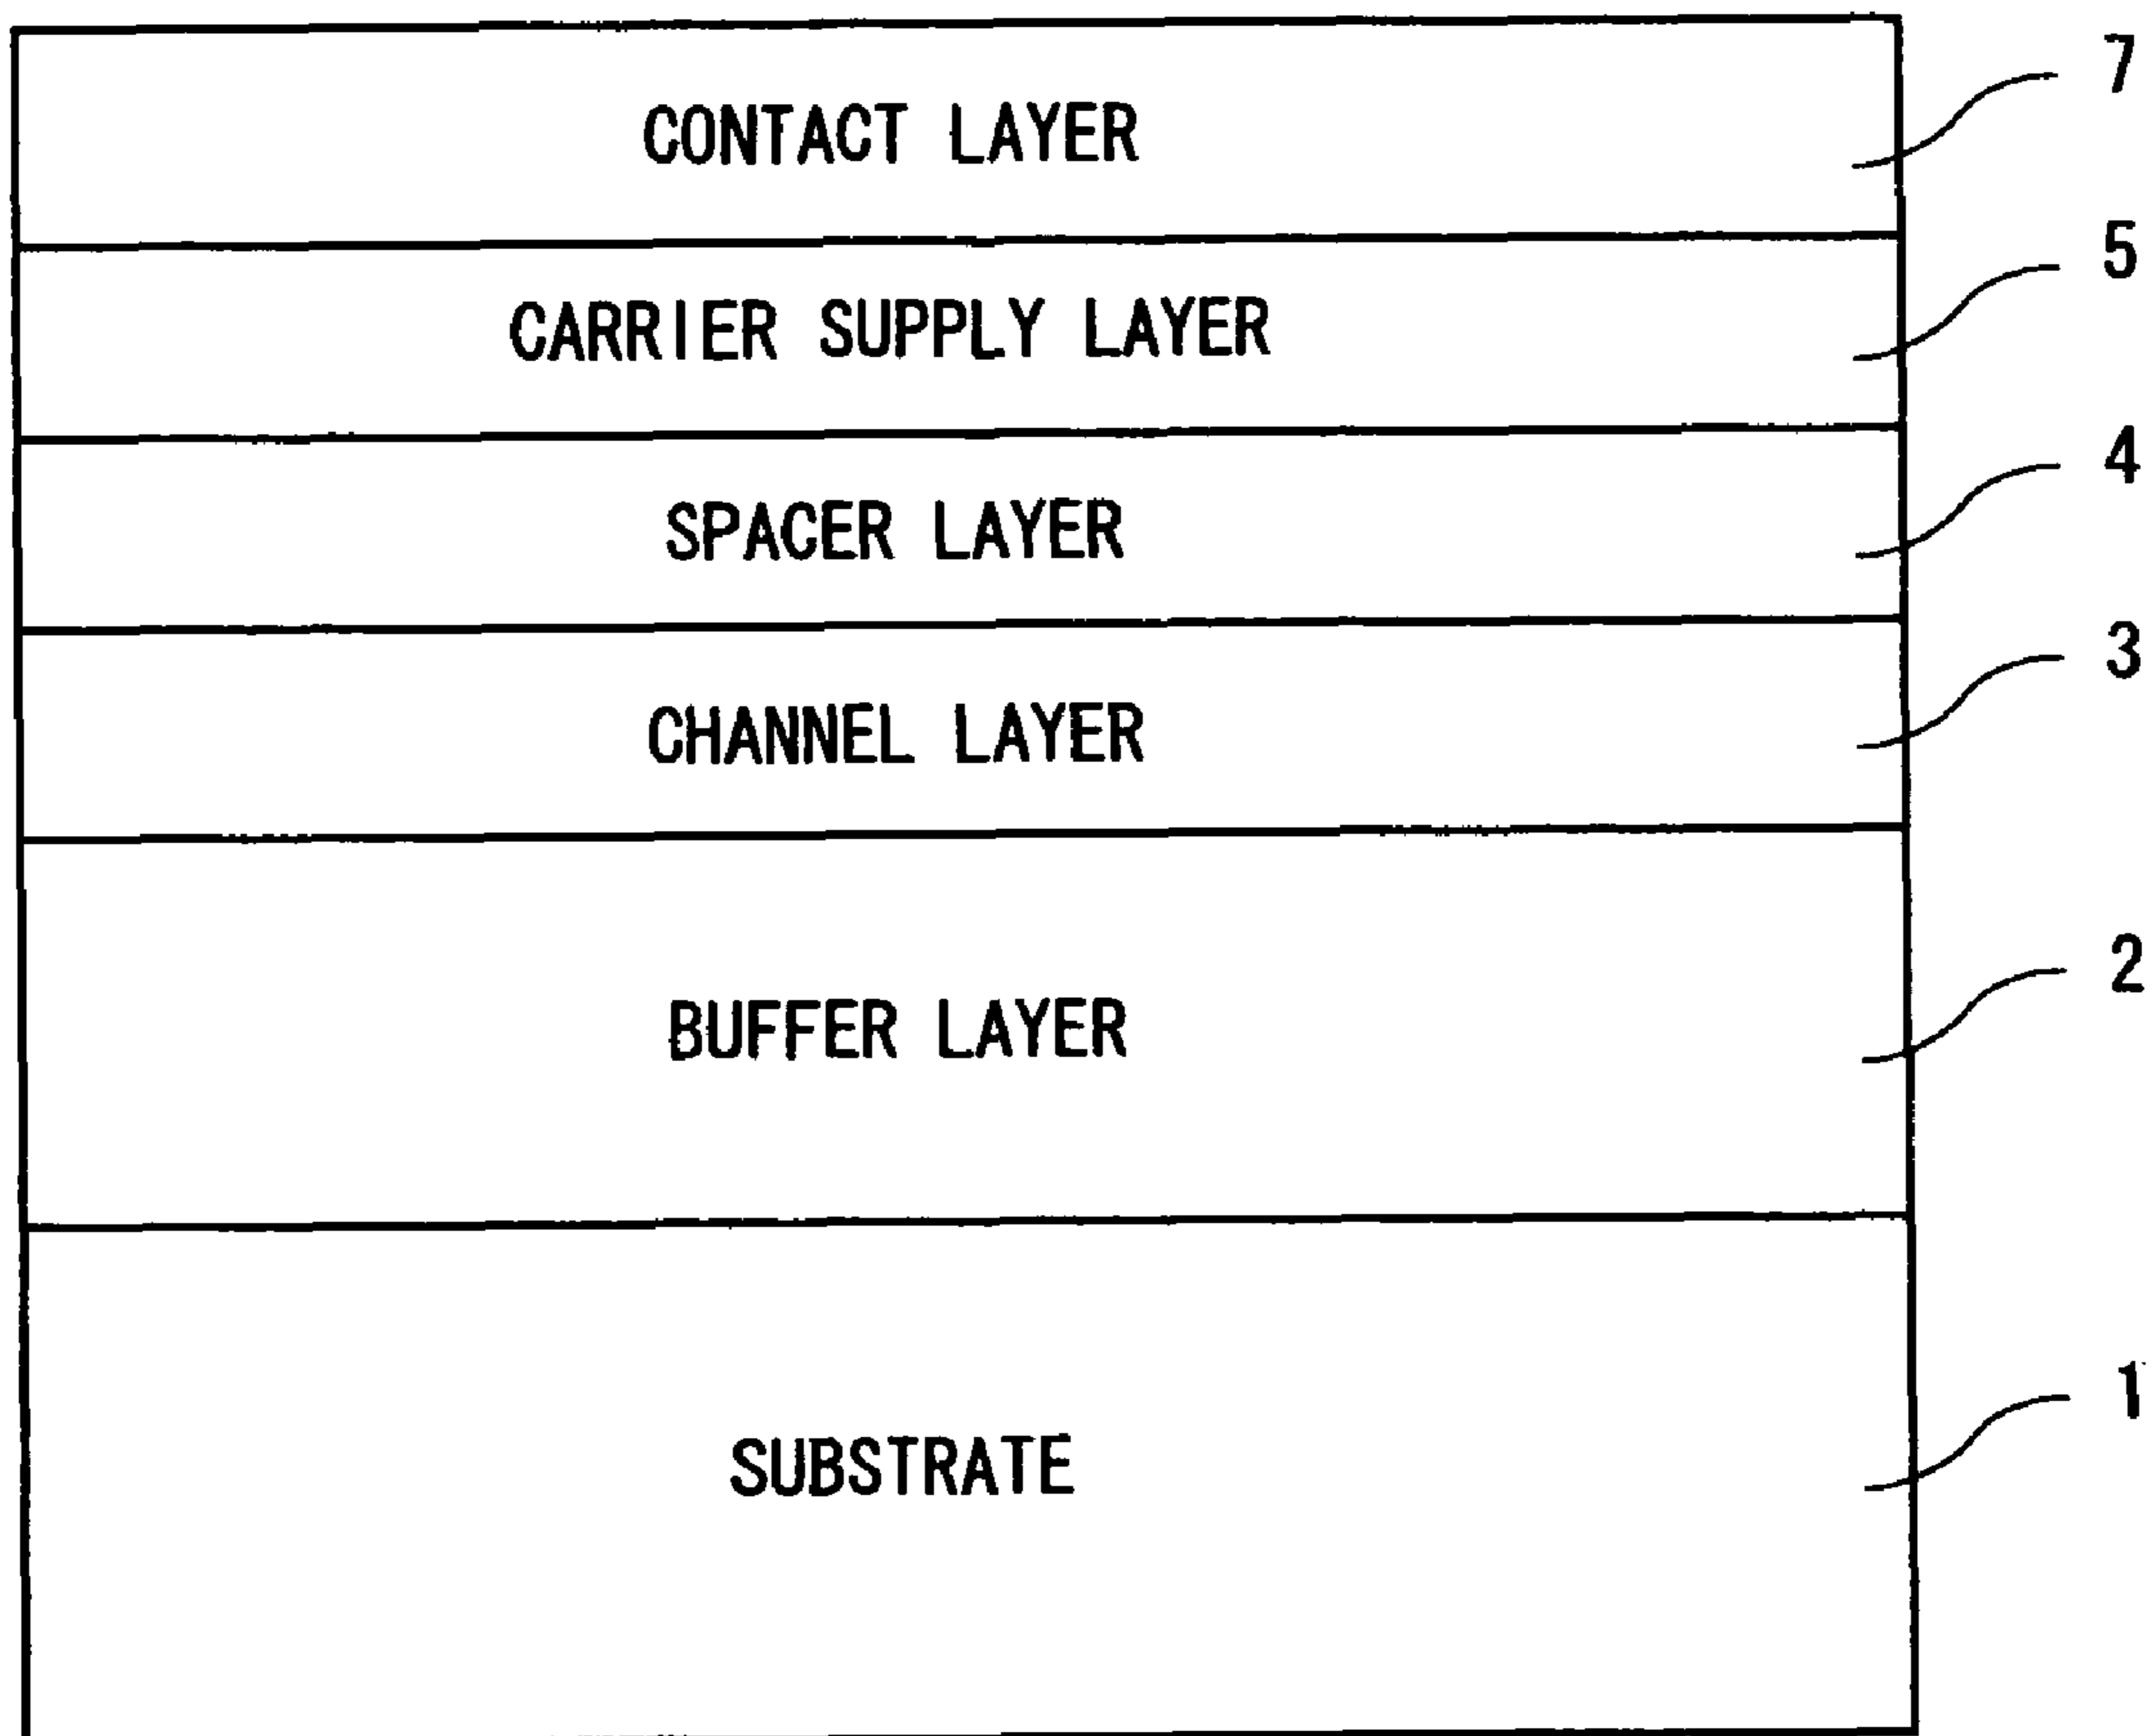 7
CONTACT LAYER
5
CARRIER SUPPLY LAYER
4
SPACER LAYER
3
CHANNEL LAYER
2
BUFFER LAYER
1
SUBSTRATE